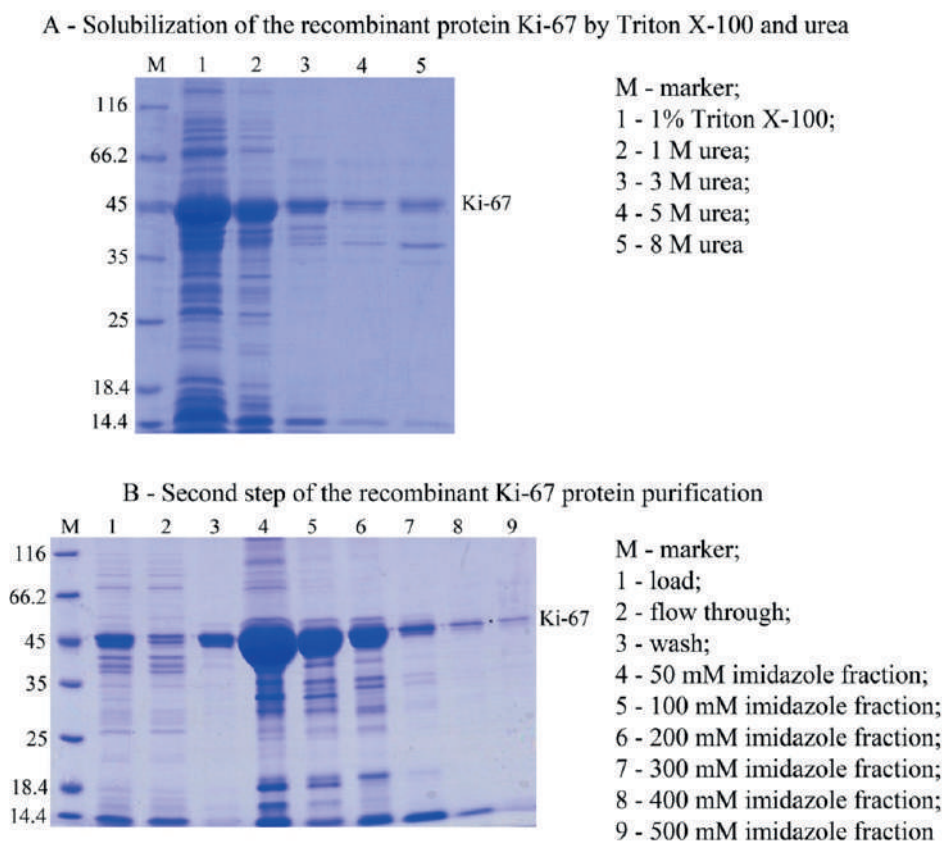 A - Solubilization of the recombinant protein Ki-67 by Triton X-100 and urea
M 1 2 3 4 5
116
66.2
45
35
25
18.4
14.4
Ki-67
M - marker;
1 - 1% Triton X-100;
2 - 1 M urea;
3 - 3 M urea;
4 - 5 M urea;
5 - 8 M urea
B - Second step of the recombinant Ki-67 protein purification
M 1 2 3 4 5 6 7 8 9
116
66.2
45
35
25
18.4
14.4
Ki-67
M - marker;
1 - load;
2 - flow through;
3 - wash;
4 - 50 mM imidazole fraction;
5 - 100 mM imidazole fraction;
6 - 200 mM imidazole fraction;
7 - 300 mM imidazole fraction;
8 - 400 mM imidazole fraction;
9 - 500 mM imidazole fraction